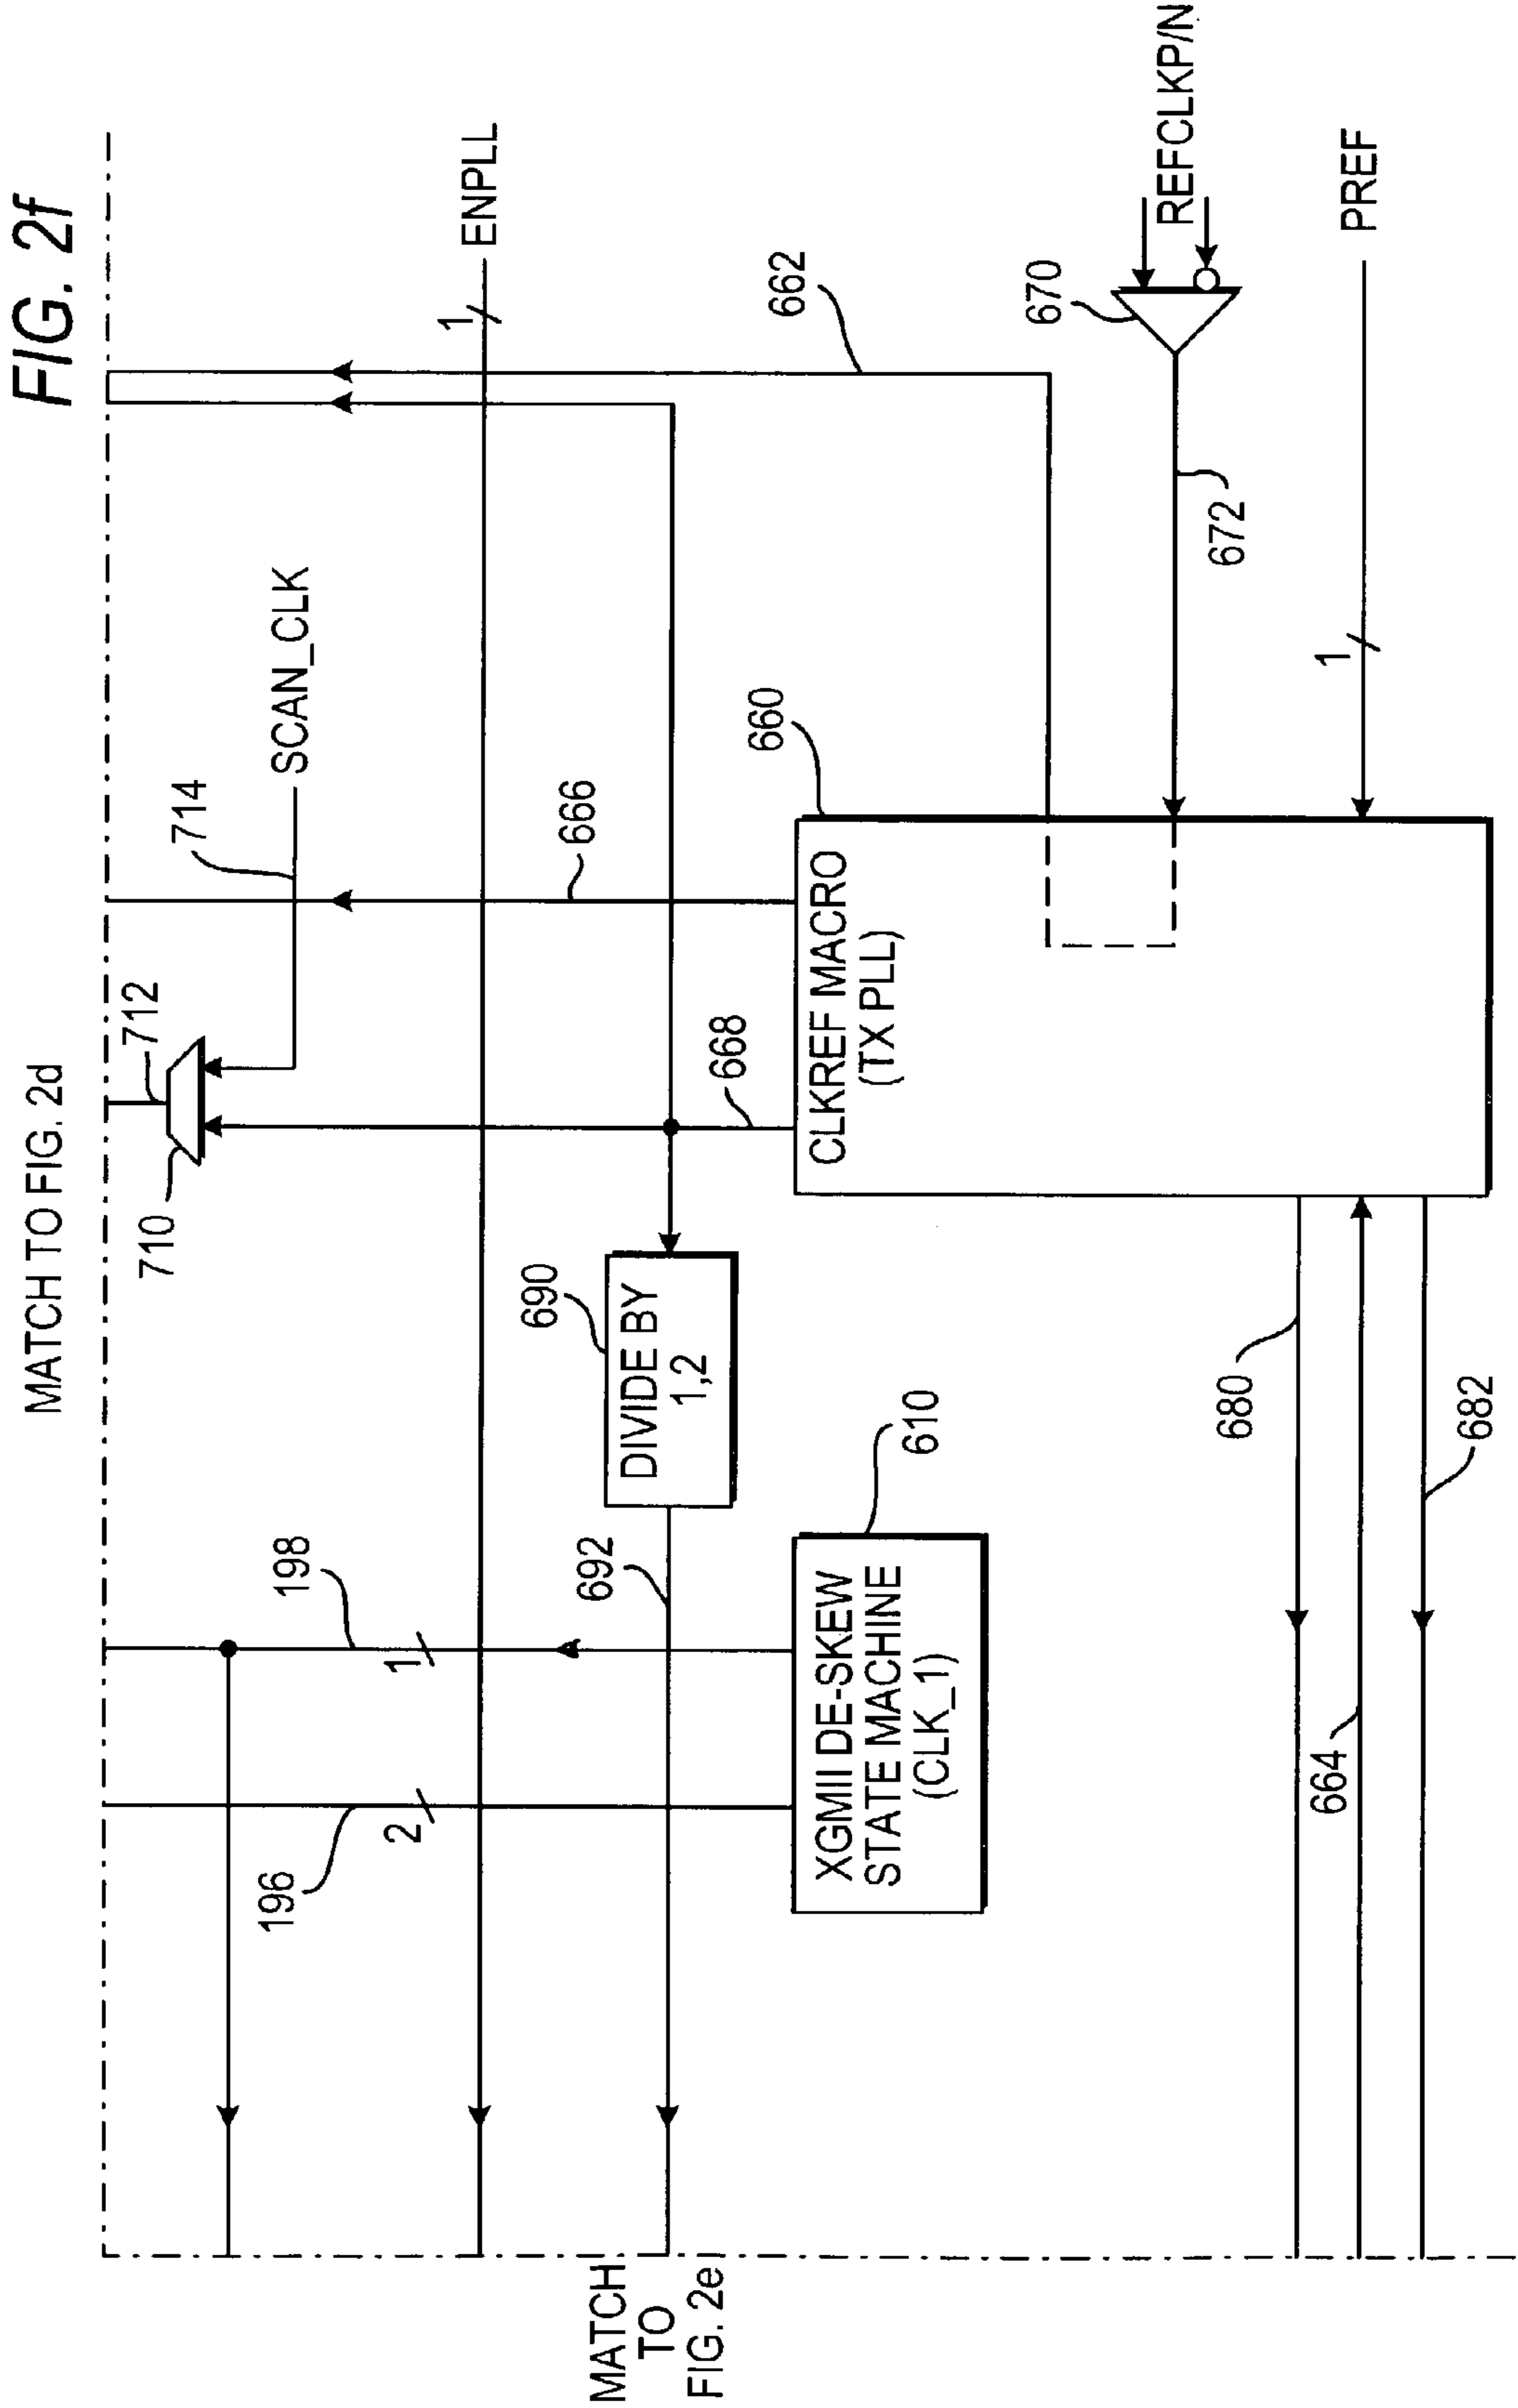 FIG. 2f
MATCH TO FIG. 2d
712
710
714
SCAN_CLK
198
1
196
2
ENPLL
1
666
668
662
690
DIVIDE BY
1,2
692
XGMII DE-SKEW
STATE MACHINE
(CLK_1)
610
660
CLKREF MACRO
(TX PLL)
670
REFCLKP/N
672
PREF
1
680
664
682
MATCH
TO
FIG. 2e